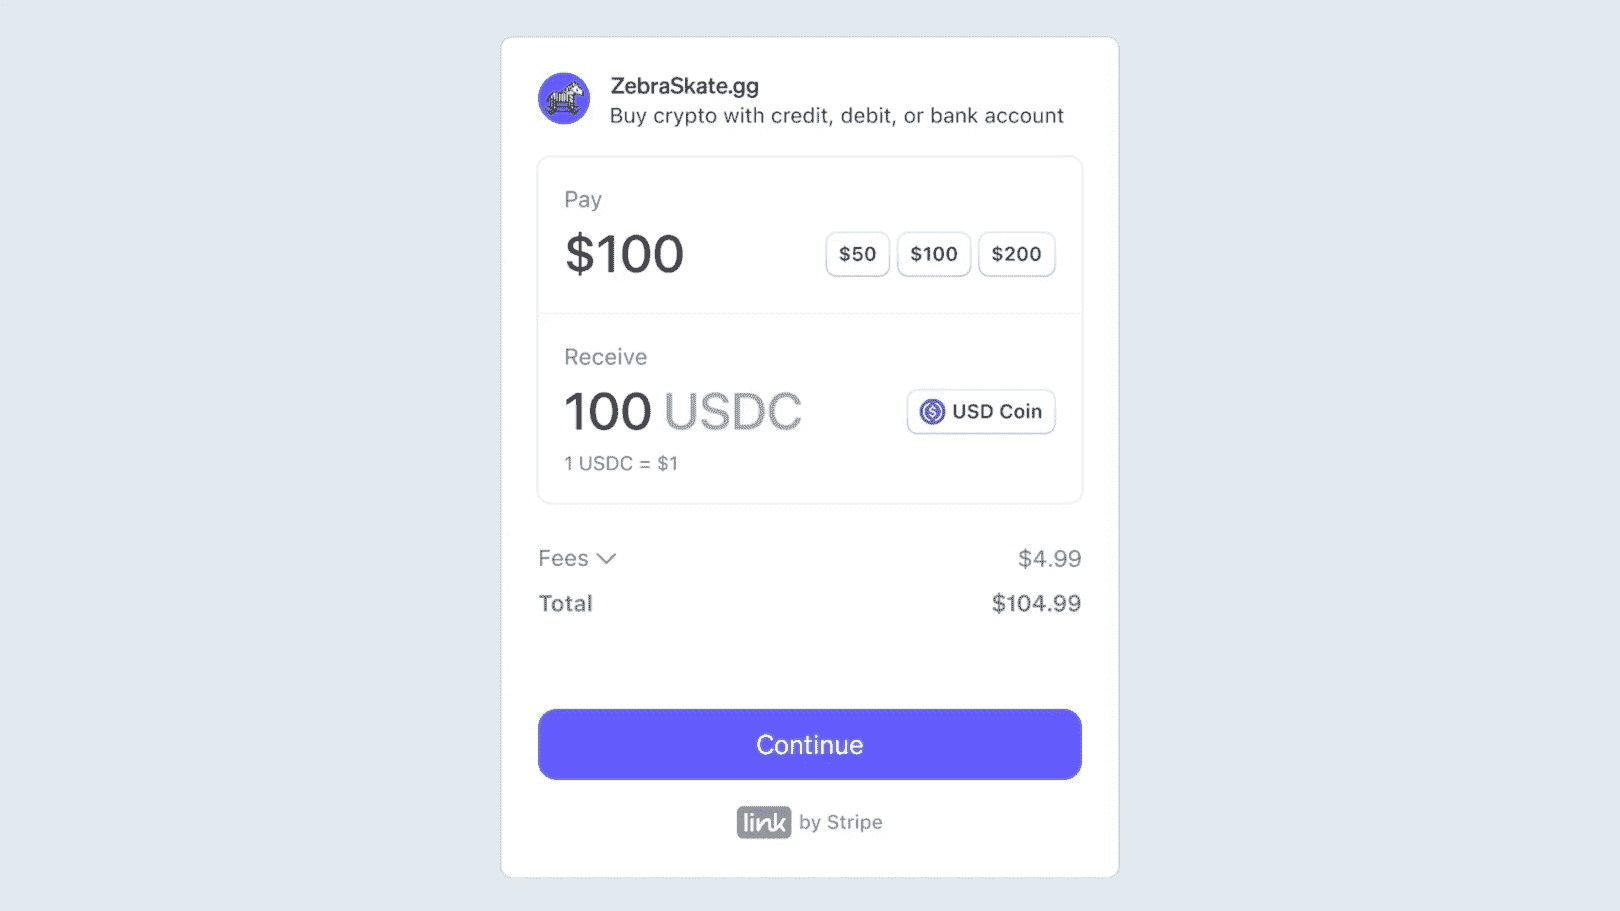 ZebraSkate.gg
Buy crypto with credit, debit, or bank account
Pay
$100
$50 $100 $200
Receive
100 USDC
USD Coin
1 USDC = $1
Fees $4.99
Total $104.99
Continue
link by Stripe